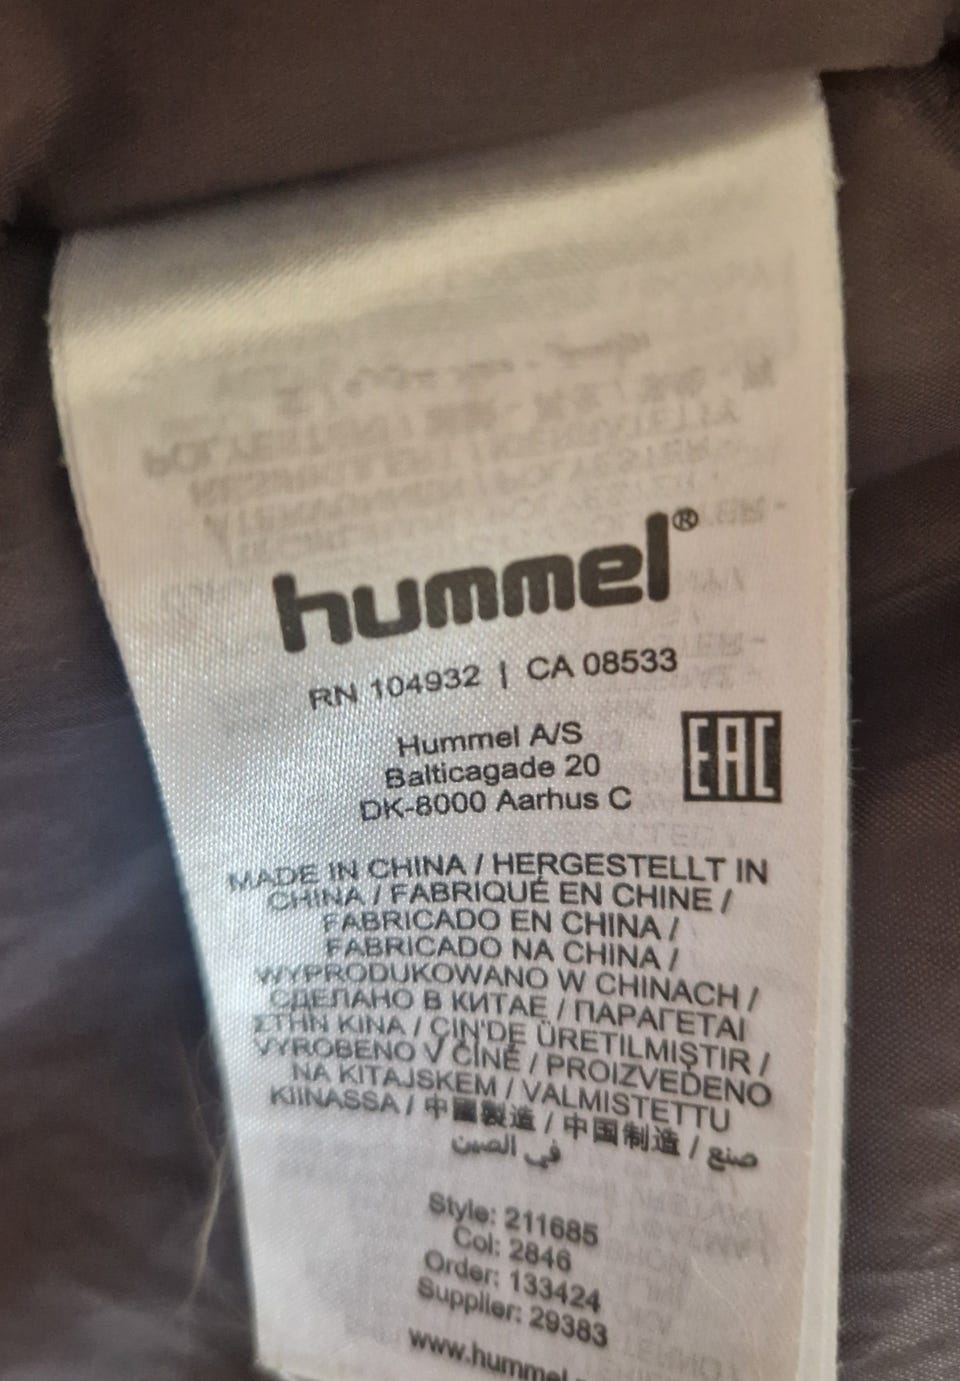 hummel®
RN 104932 | CA 08533
Hummel A/S
Balticagade 20
DK-8000 Aarhus C
EAC
MADE IN CHINA / HERGESTELLT IN
CHINA / FABRIQUÉ EN CHINE /
FABRICADO EN CHINA /
FABRICADO NA CHINA /
WYPRODUKOWANO W CHINACH /
СДЕЛАНО В КИТАЕ / ΠΑΡΑΓΕΤΑΙ
ΣΤΗΝ ΚΙΝΑ / ÇIN'DE ÜRETILMIŞTIR /
VYROBENO V ČÍNĚ / PROIZVEDENO
NA KITAJSKEM / VALMISTETTU
KIINASSA / 中國製造 / 中国制造 / صنع
في الصين
Style: 211685
Col: 2846
Order: 133424
Supplier: 29383
www.hummel